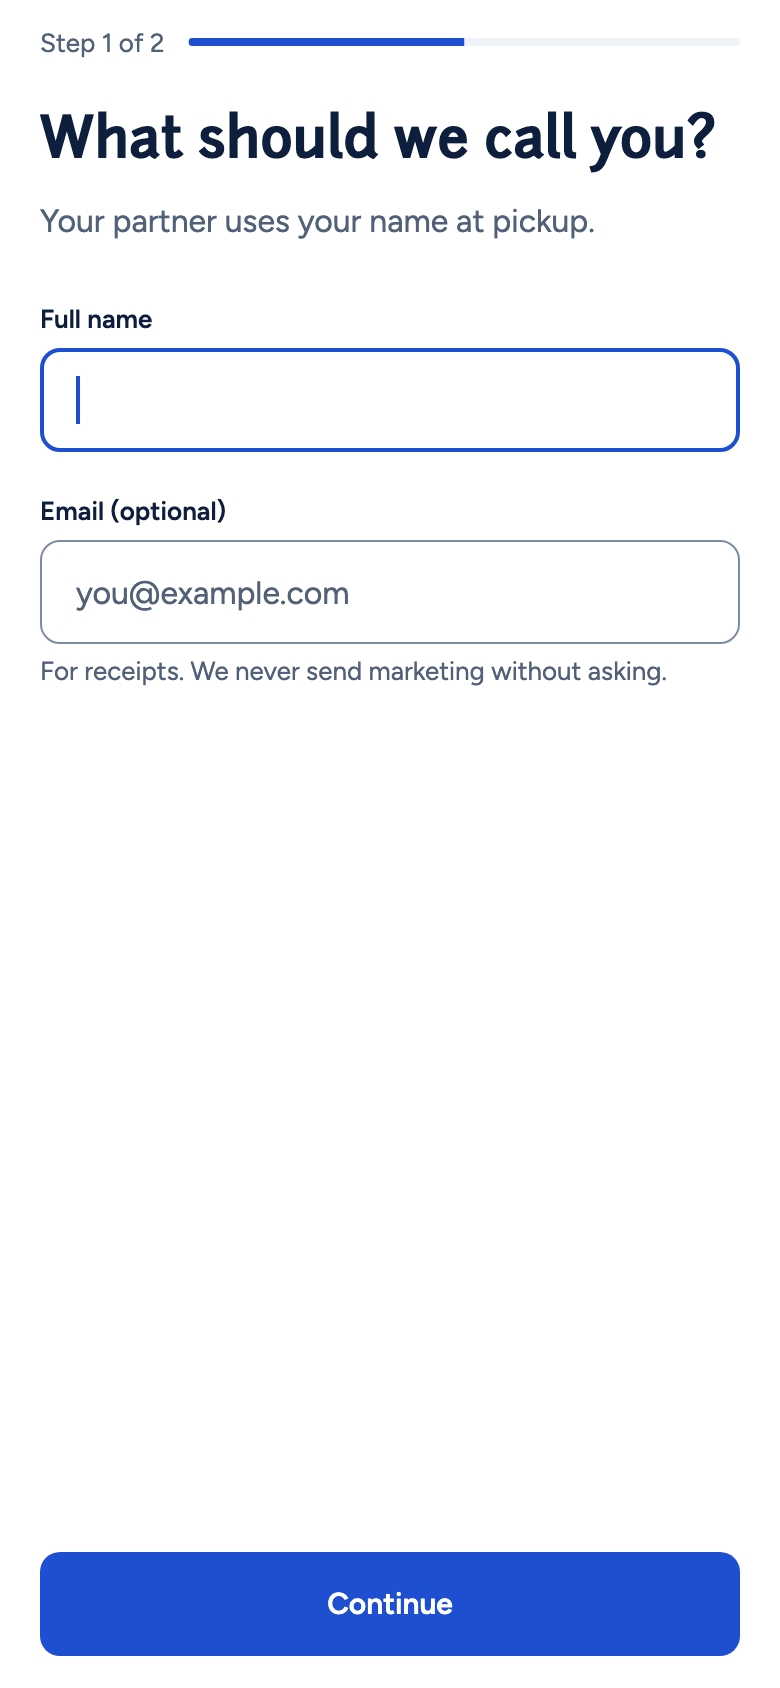 Step 1 of 2
What should we call you?
Your partner uses your name at pickup.
Full name
Email (optional)
you@example.com
For receipts. We never send marketing without asking.
Continue